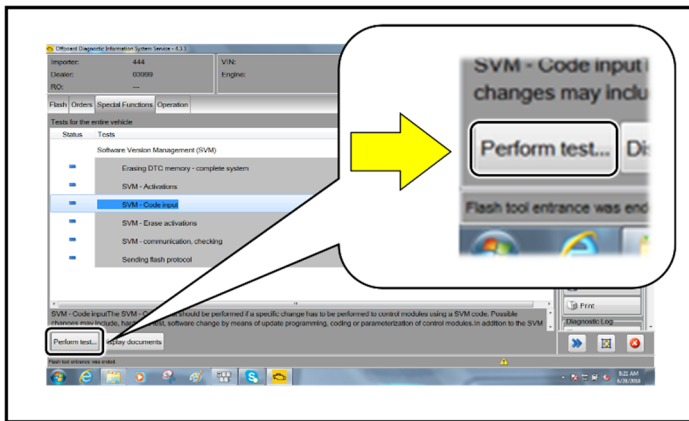 Offboard Diagnostic Information System Service - 4.3.3
Importer: 444 VIN:
Dealer: 03099 Engine:
RO: ---
Flash Orders Special Functions Operation
Tests for the entire vehicle
Status Tests
Software Version Management (SVM)
Erasing DTC memory - complete system
SVM - Activations
SVM - Code input
SVM - Erase activations
SVM - communication, checking
Sending flash protocol
SVM - Code inputThe SVM - C should be performed if a specific change has to be performed to control modules using a SVM code. Possible
changes may include, hard test, software change by means of update programming, coding or parameterization of control modules.In addition to the SVM
Perform test... Display documents
Flash tool entrance was ended.
Print
Diagnostic Log
8:21 AM
SVM - Code inputT
changes may inclu
Perform test... Dis
Flash tool entrance was end